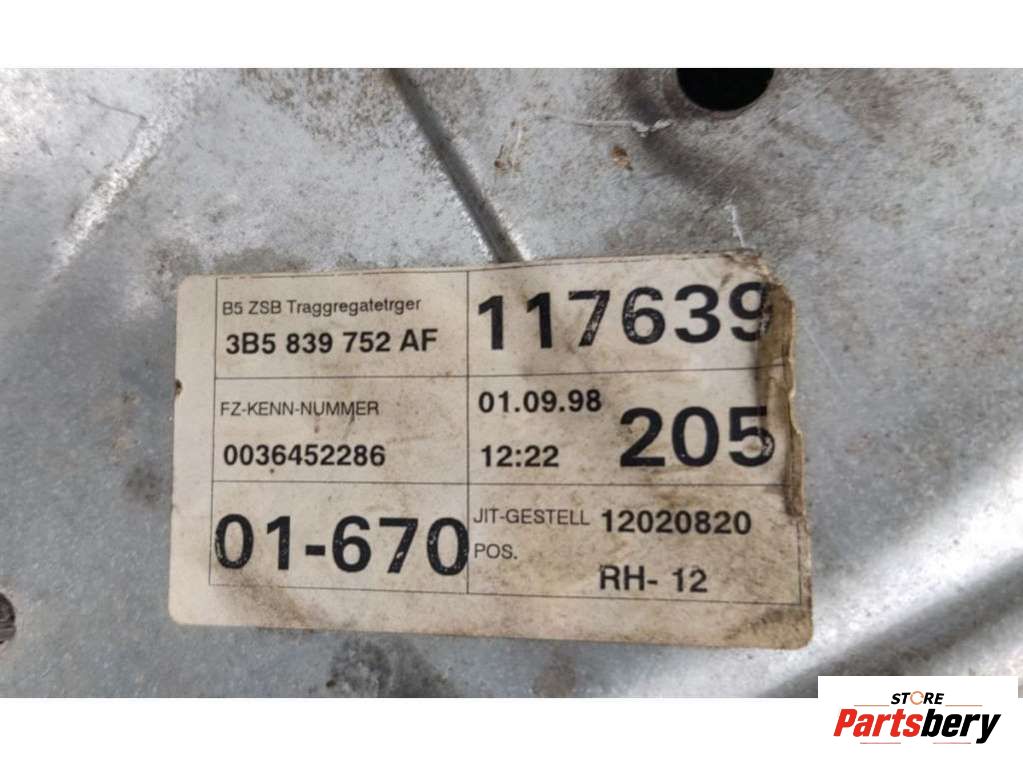 B5 ZSB Traggregatetrger
3B5 839 752 AF
117639
FZ-KENN-NUMMER
0036452286
01.09.98
12:22
205
01-670
JIT-GESTELL 12020820
POS.
RH- 12
STORE
Partsbery